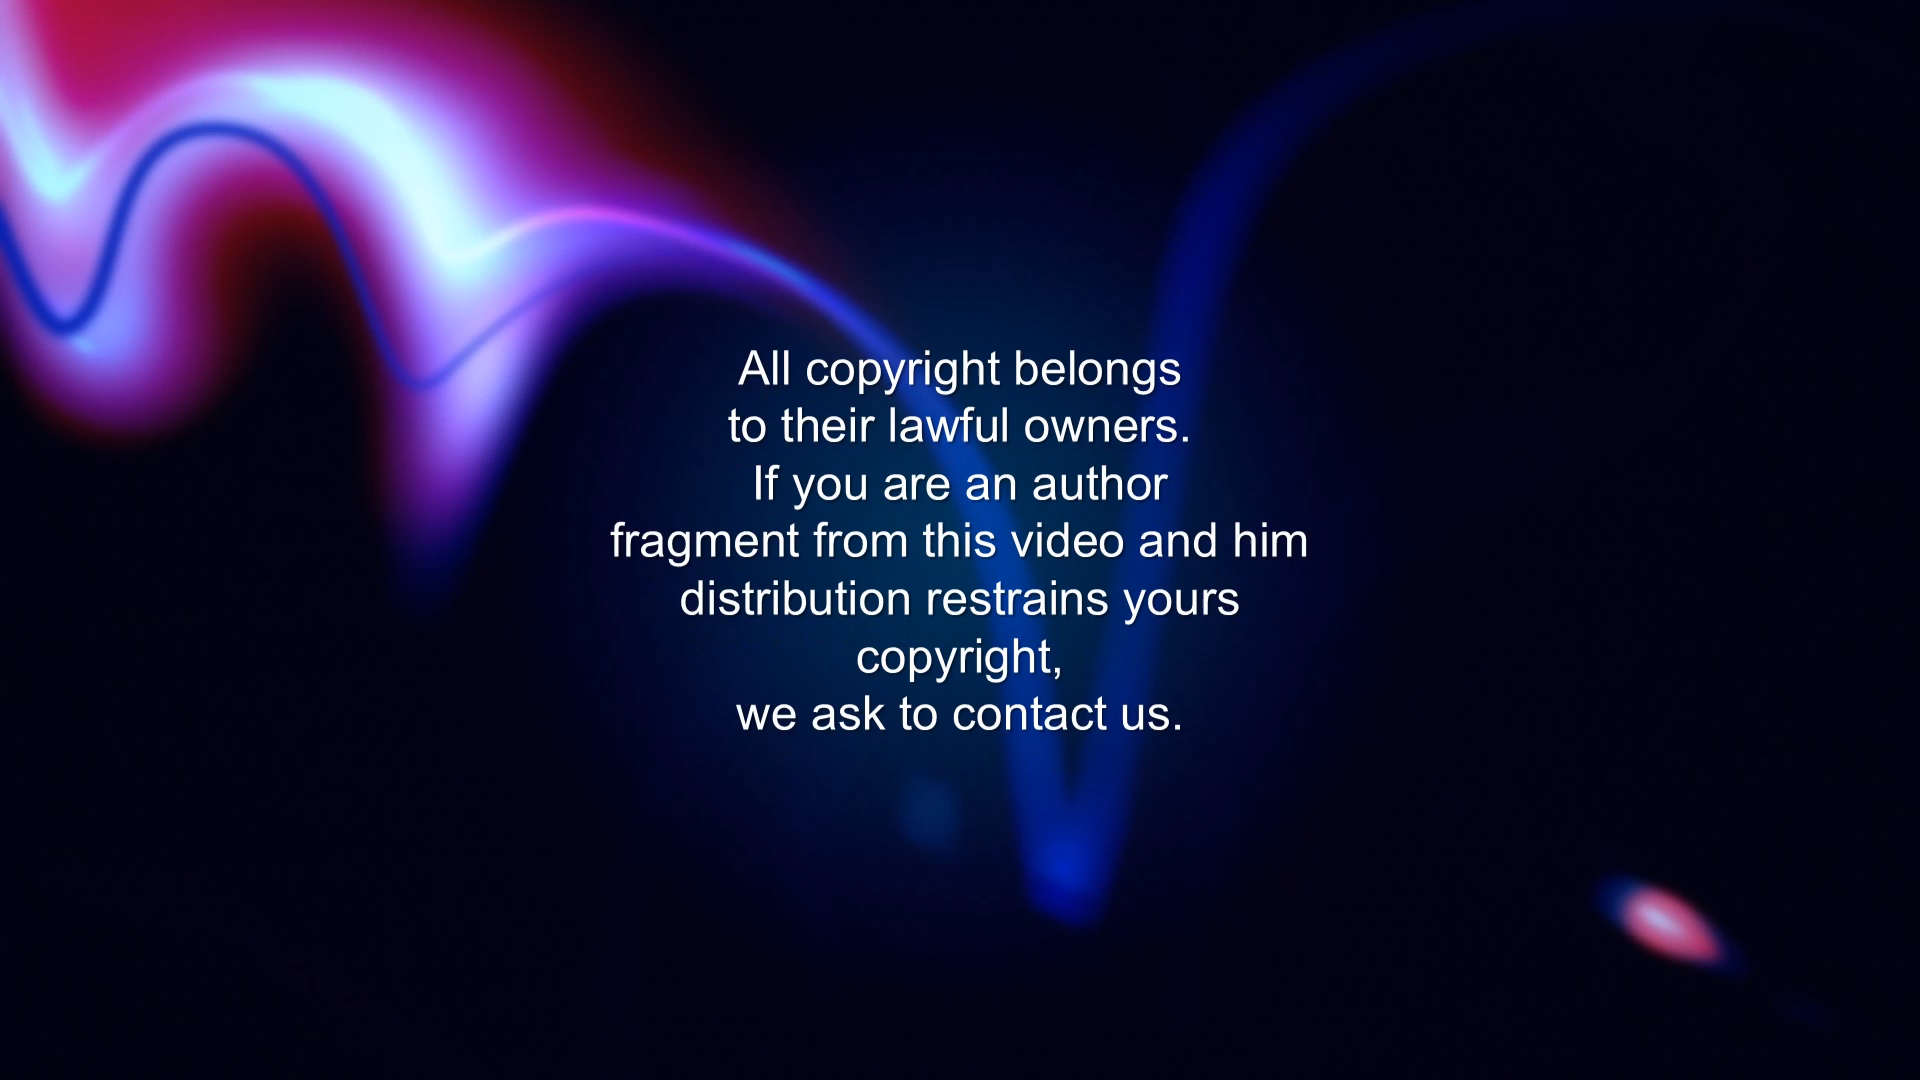 All copyright belongs
to their lawful owners.
If you are an author
fragment from this video and him
distribution restrains yours
copyright,
we ask to contact us.